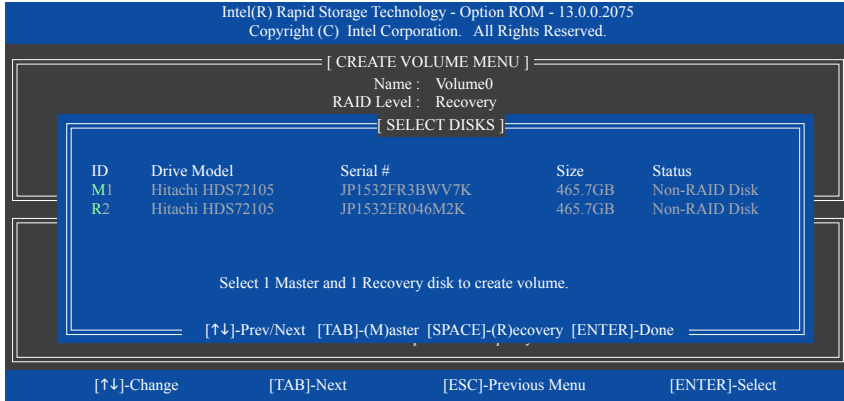 Intel(R) Rapid Storage Technology - Option ROM - 13.0.0.2075
Copyright (C) Intel Corporation. All Rights Reserved.
[ CREATE VOLUME MENU ]
Name : Volume0
RAID Level : Recovery
[ SELECT DISKS ]
ID Drive Model Serial # Size Status
M1 Hitachi HDS72105 JP1532FR3BWV7K 465.7GB Non-RAID Disk
R2 Hitachi HDS72105 JP1532ER046M2K 465.7GB Non-RAID Disk
Select 1 Master and 1 Recovery disk to create volume.
[↑↓]-Prev/Next [TAB]-(M)aster [SPACE]-(R)ecovery [ENTER]-Done
[↑↓]-Change [TAB]-Next [ESC]-Previous Menu [ENTER]-Select